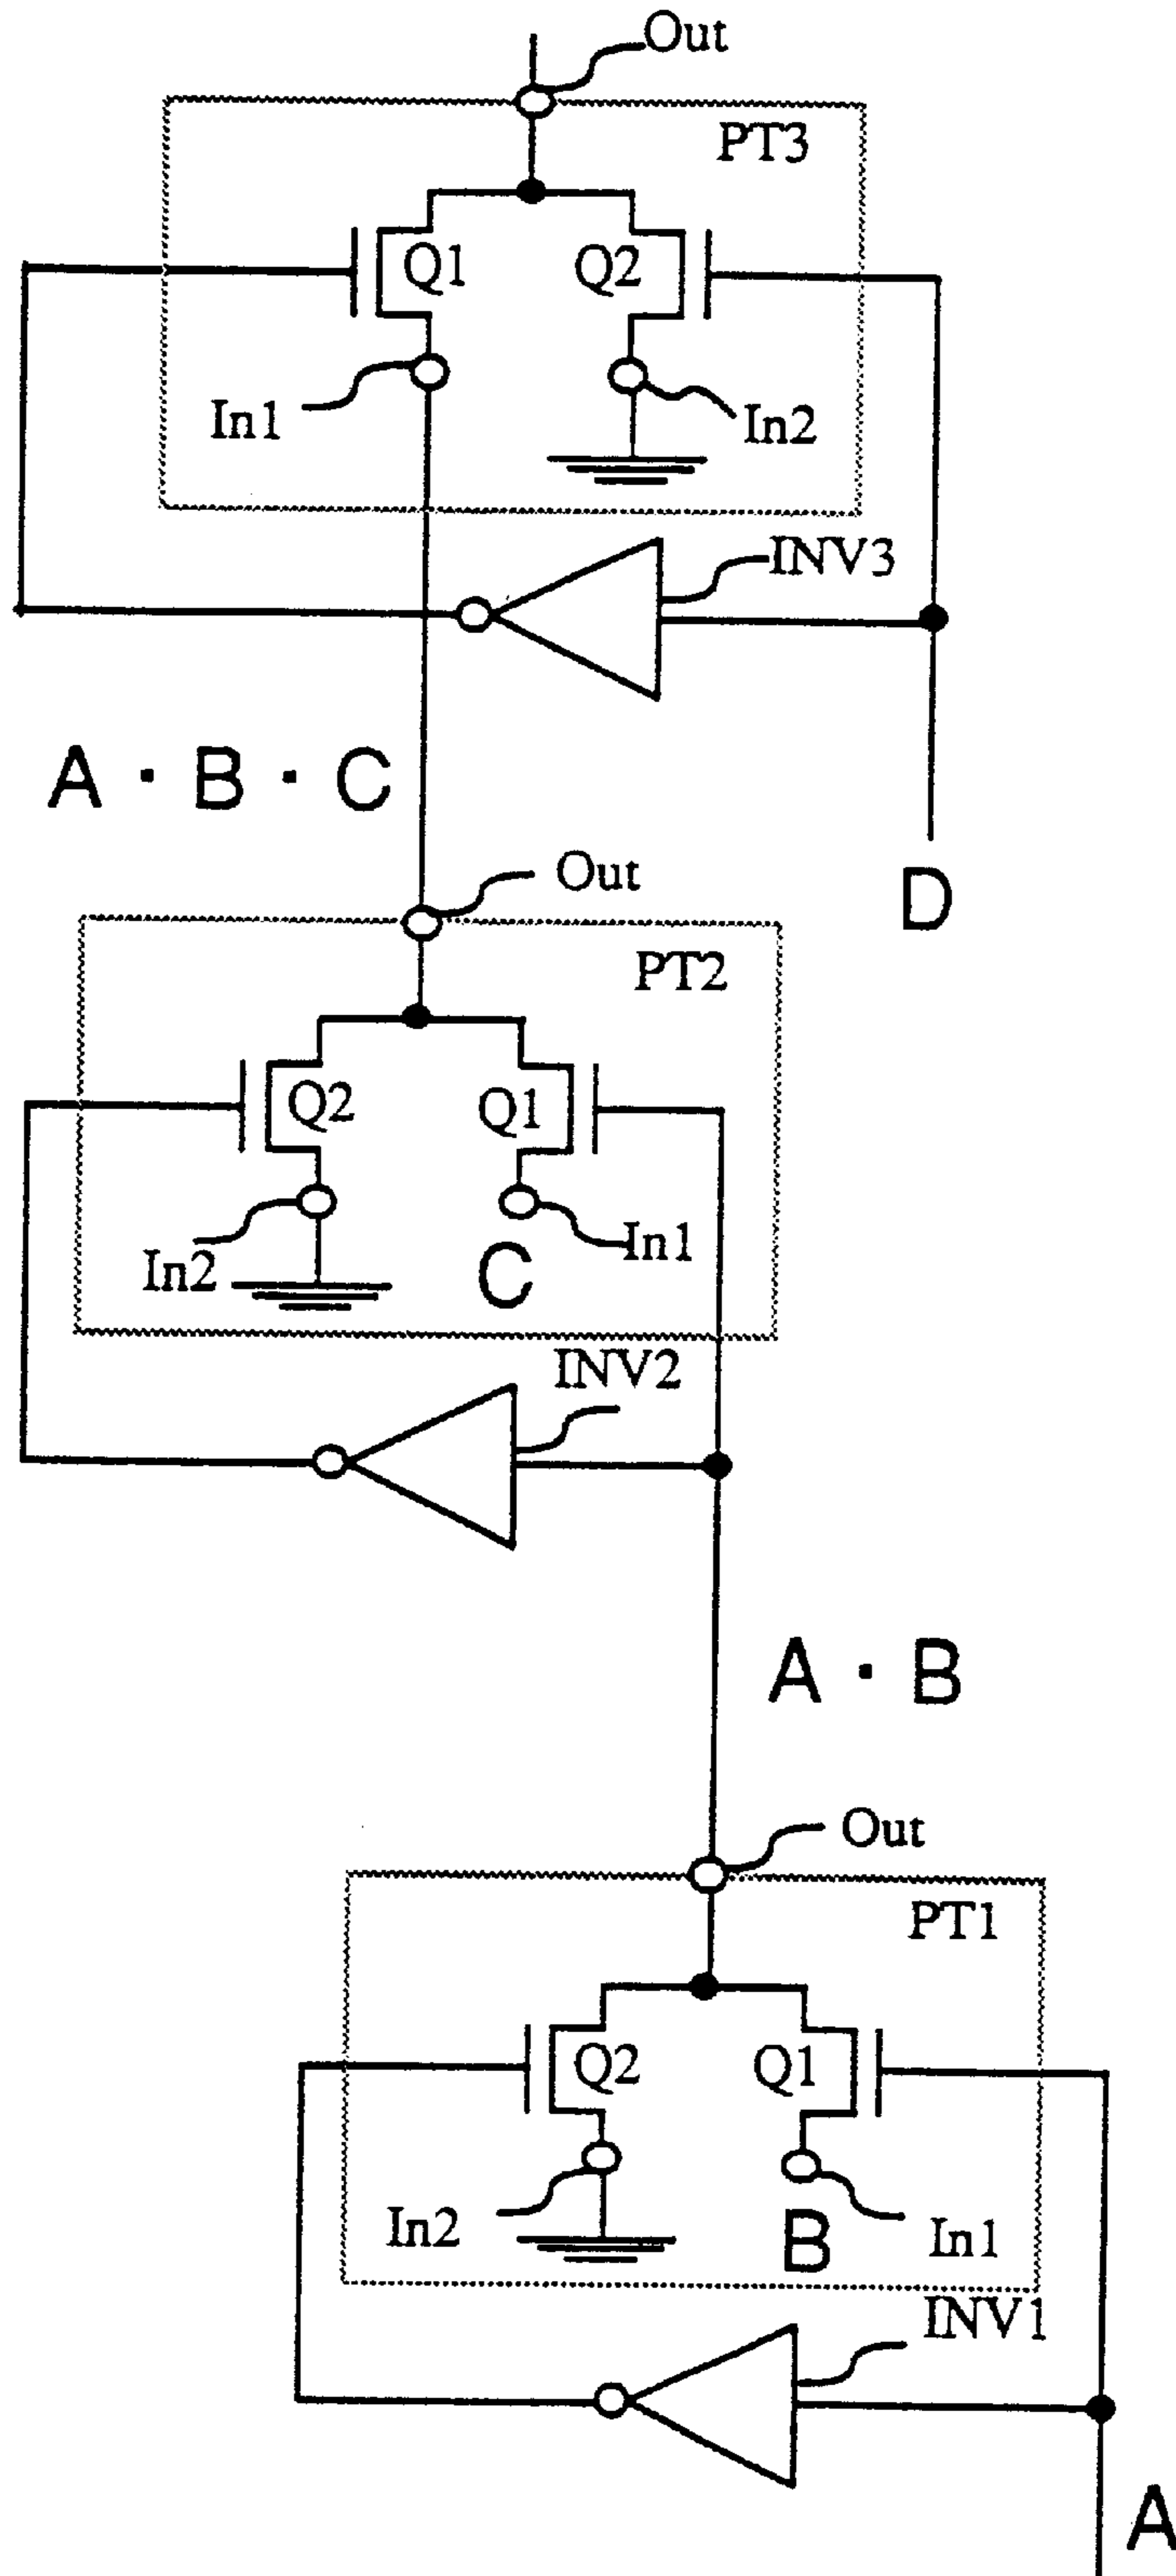 Out
PT3
Q1
Q2
In1
In2
INV3
A · B · C
D
Out
PT2
Q2
Q1
In2
In1
C
INV2
A · B
Out
PT1
Q2
Q1
In2
In1
B
INV1
A